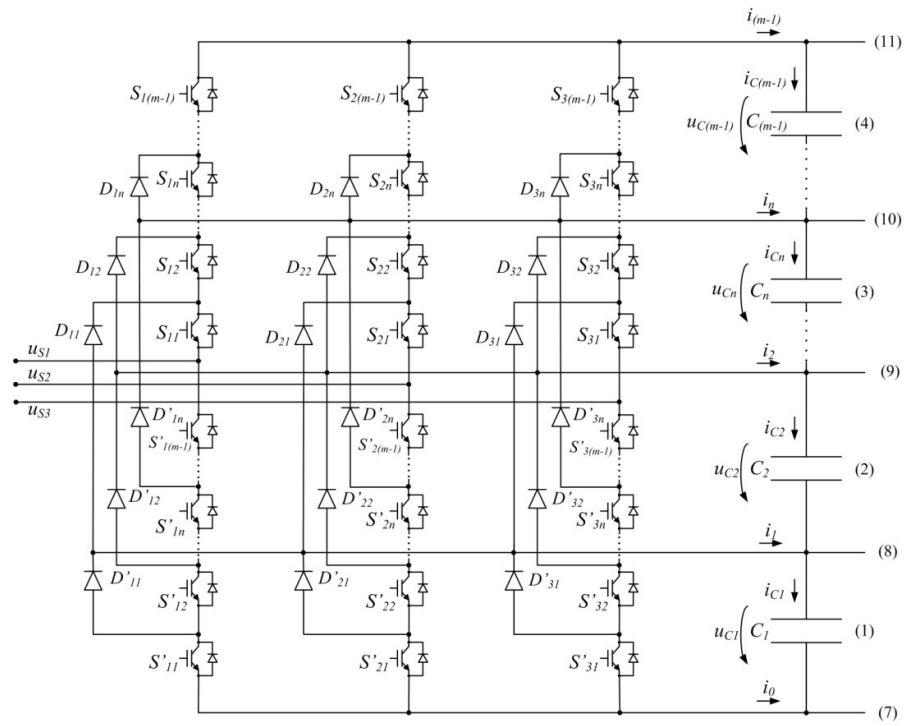 i(m-1)
(11)
S1(m-1) S2(m-1) S3(m-1) iC(m-1)
uC(m-1) C(m-1) (4)
D1n S1n D2n S2n D3n S3n
in
(10)
D12 S12 D22 S22 D32 S32 iCn
uCn Cn (3)
D11 S11 D21 S21 D31 S31
uS1 i2
uS2 (9)
uS3
D'1n D'2n D'3n
S'1(m-1) S'2(m-1) S'3(m-1) iC2
uC2 C2 (2)
D'12 D'22 D'32
S'1n S'2n S'3n
i1
(8)
D'11 S'12 D'21 S'22 D'31 S'32 iC1
uC1 C1 (1)
S'11 S'21 S'31
i0
(7)